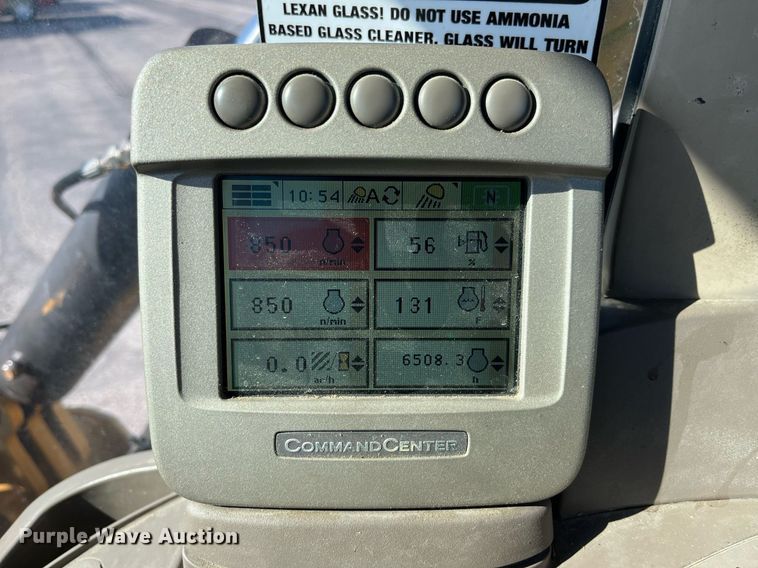 LEXAN GLASS! DO NOT USE AMMONIA
BASED GLASS CLEANER. GLASS WILL TURN
10:54 A N
850 n/min
56 %
850 n/min
131 F
0.0 ac/h
6508.3 h
COMMANDCENTER
Purple Wave Auction